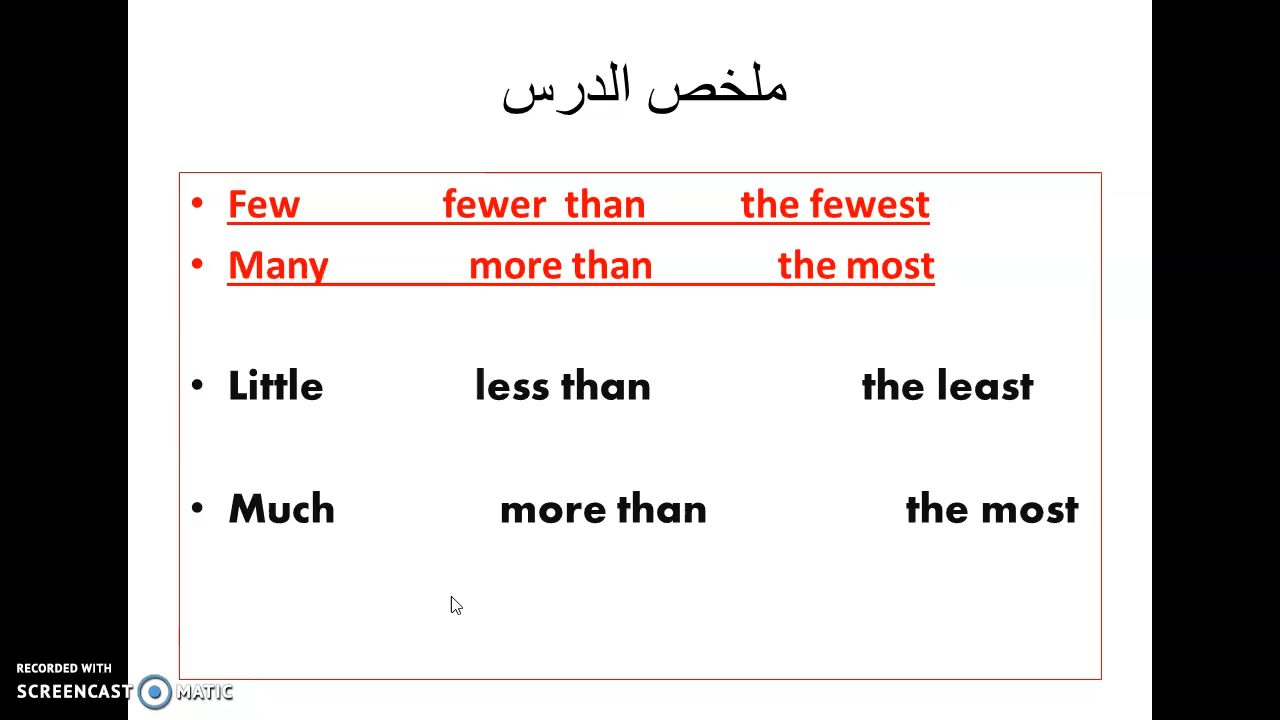 ملخص الدرس
• Few fewer than the fewest
• Many more than the most
• Little less than the least
• Much more than the most
RECORDED WITH
SCREENCAST MATIC